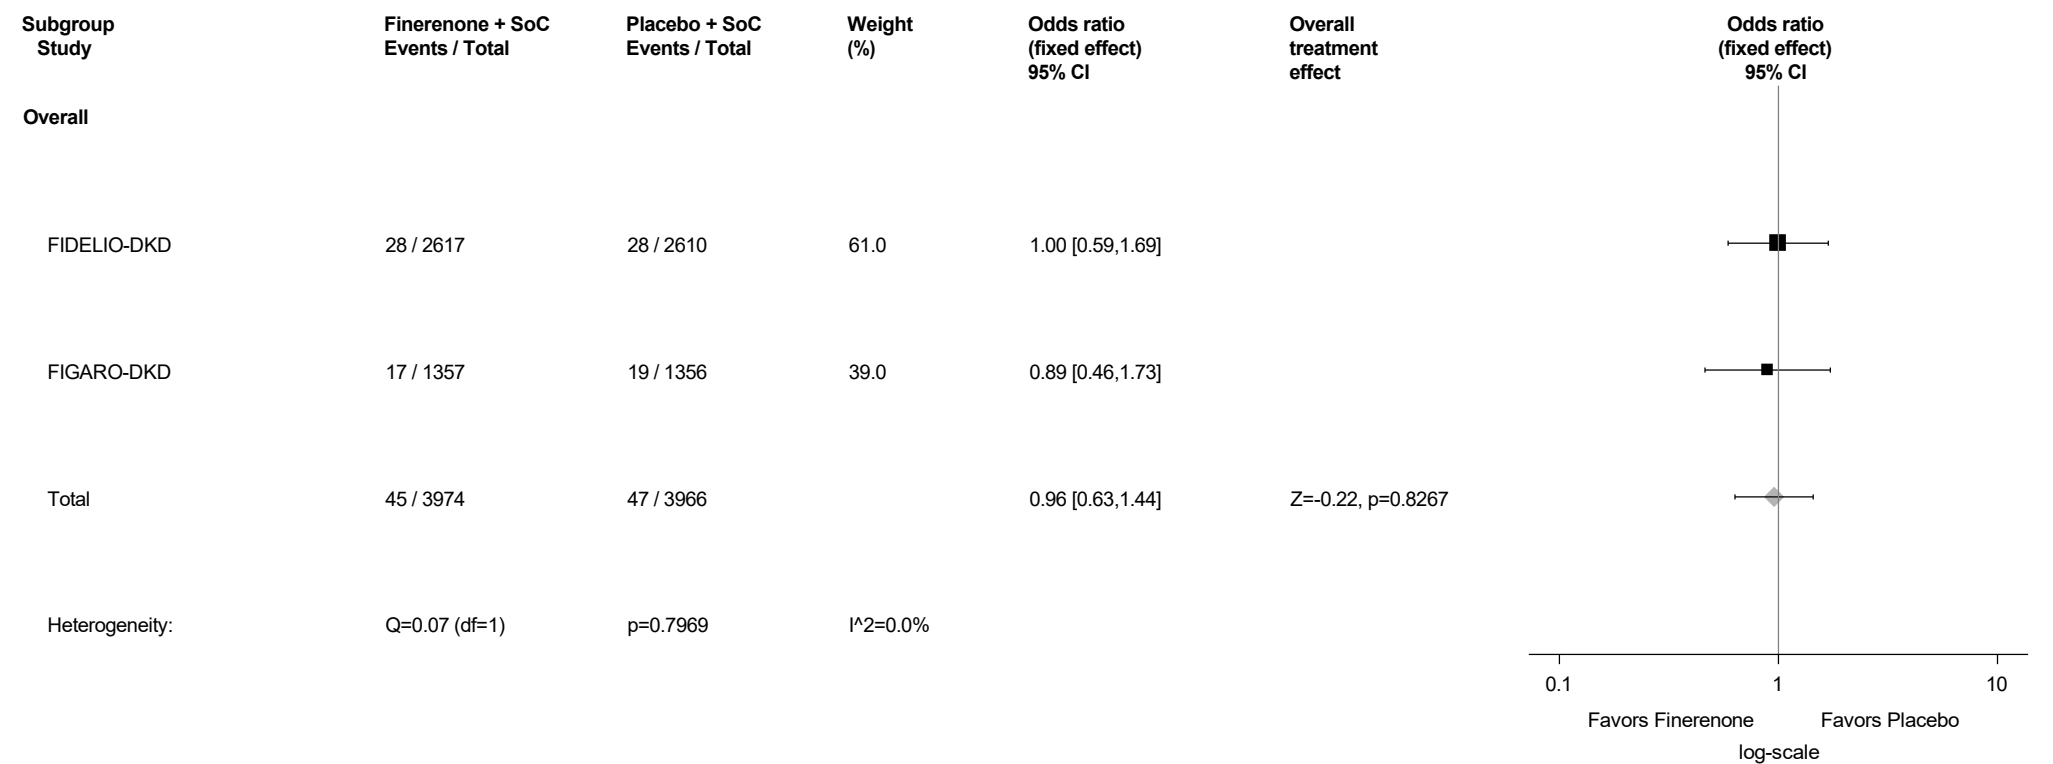 Subgroup Finerenone + SoC Placebo + SoC Weight Odds ratio Overall Odds ratio
Study Events / Total Events / Total (%) (fixed effect) treatment (fixed effect)
95% CI effect 95% CI
Overall
FIDELIO-DKD 28 / 2617 28 / 2610 61.0 1.00 [0.59,1.69]
FIGARO-DKD 17 / 1357 19 / 1356 39.0 0.89 [0.46,1.73]
Total 45 / 3974 47 / 3966 0.96 [0.63,1.44] Z=-0.22, p=0.8267
Heterogeneity: Q=0.07 (df=1) p=0.7969 I^2=0.0%
0.1 1 10
Favors Finerenone Favors Placebo
log-scale